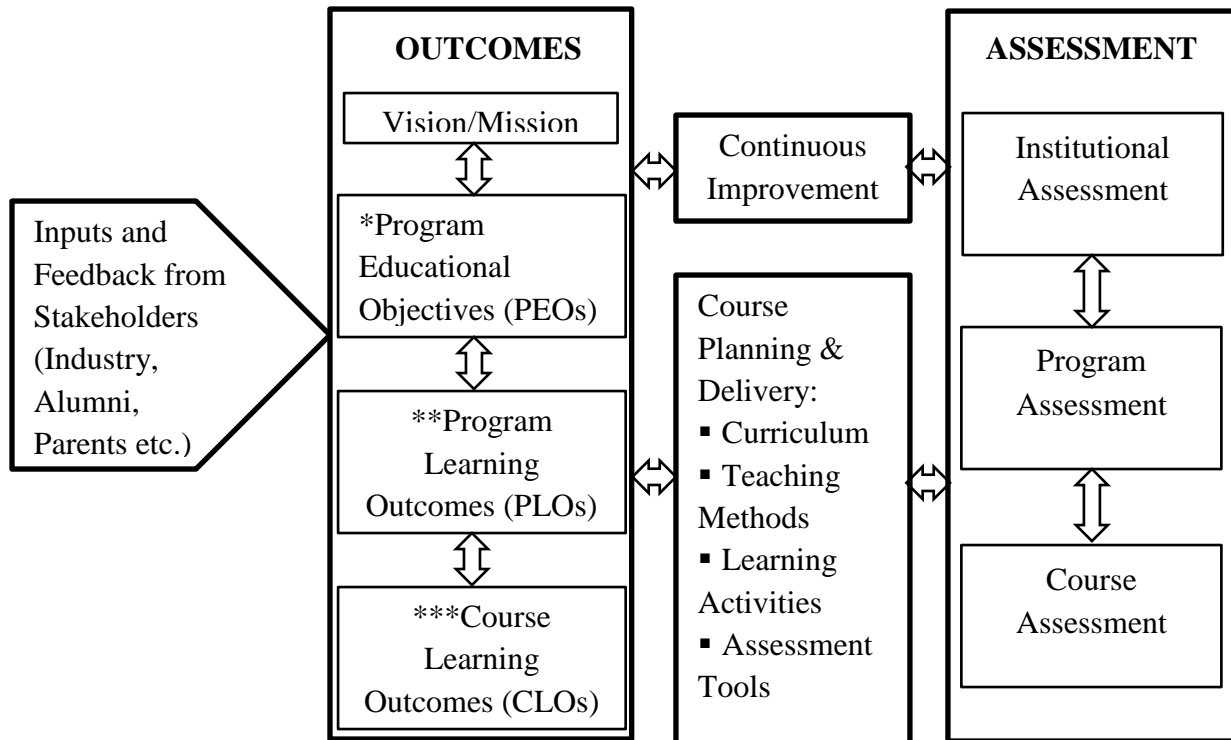 Inputs and
Feedback from
Stakeholders
(Industry,
Alumni,
Parents etc.)
OUTCOMES
Vision/Mission
*Program
Educational
Objectives (PEOs)
**Program
Learning
Outcomes (PLOs)
***Course
Learning
Outcomes (CLOs)
Continuous
Improvement
Course
Planning &
Delivery:
▪ Curriculum
▪ Teaching
Methods
▪ Learning
Activities
▪ Assessment
Tools
ASSESSMENT
Institutional
Assessment
Program
Assessment
Course
Assessment